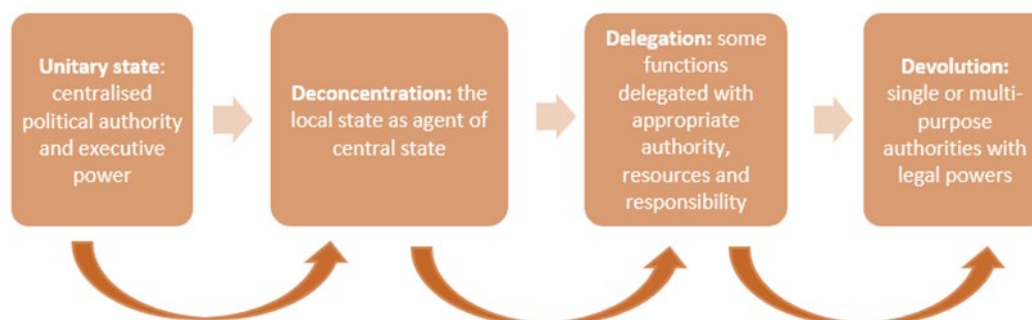 Unitary state:
centralised
political authority
and executive
power
Deconcentration: the
local state as agent of
central state
Delegation: some
functions
delegated with
appropriate
authority,
resources and
responsibility
Devolution:
single or multi-
purpose
authorities with
legal powers